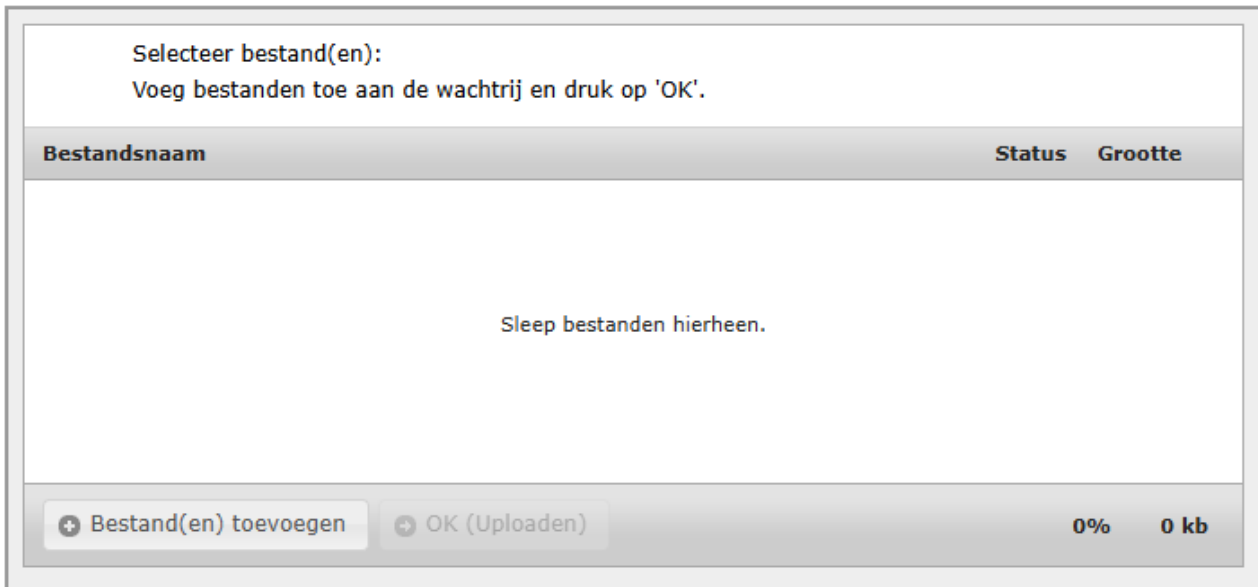 Selecteer bestand(en):
Voeg bestanden toe aan de wachtrij en druk op 'OK'.
Bestandsnaam Status Grootte
Sleep bestanden hierheen.
Bestand(en) toevoegen OK (Uploaden) 0% 0 kb